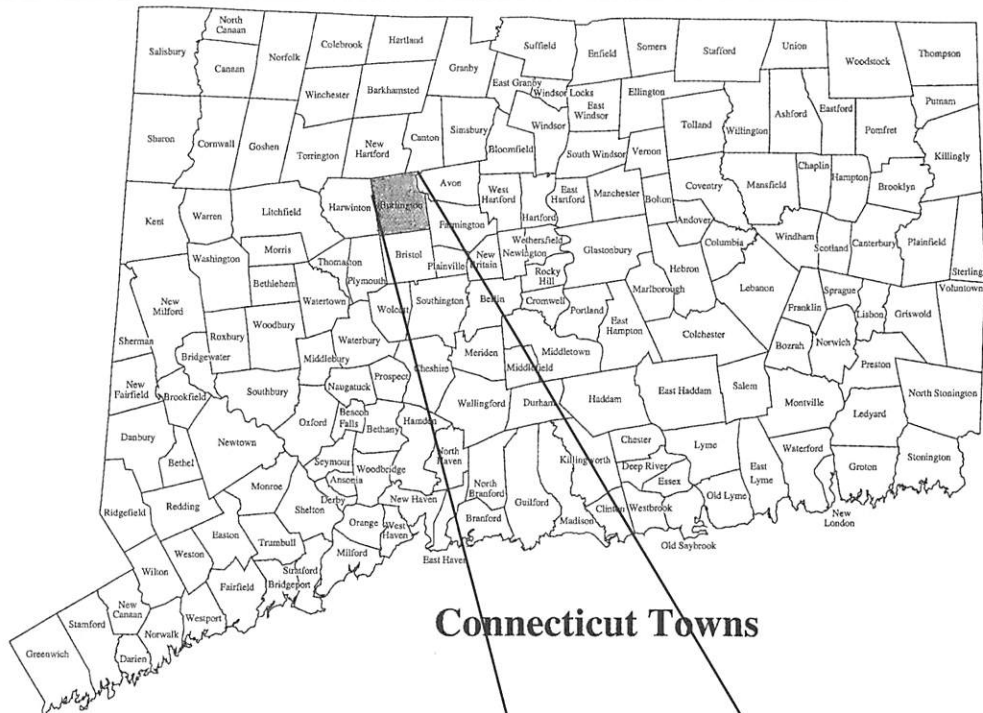 North
Canaan
Salisbury
Canaan
Norfolk
Colebrook
Hartland
Granby
Suffield
Enfield
Somers
Stafford
Union
Woodstock
Thompson
East Granby
Windsor Locks
Winchester
Barkhamsted
East
Windsor
Ellington
Putnam
Sharon
Cornwall
Goshen
Torrington
New
Hartford
Canton
Simsbury
Bloomfield
Windsor
Tolland
Willington
Ashford
Eastford
Pomfret
South Windsor
Vernon
Killingly
Kent
Warren
Litchfield
Harwinton
Burlington
Avon
West
Hartford
Hartford
East
Hartford
Manchester
Bolton
Coventry
Mansfield
Chaplin
Hampton
Brooklyn
Farmington
Andover
Washington
Morris
Thomaston
Plymouth
Bristol
Plainville
New
Britain
Wethersfield
Newington
Glastonbury
Columbia
Windham
Scotland
Canterbury
Plainfield
Sterling
Bethlehem
Watertown
Rocky
Hill
Hebron
New
Milford
Wolcott
Southington
Berlin
Cromwell
Portland
Marlborough
Lebanon
Sprague
Voluntown
East
Hampton
Franklin
Lisbon
Griswold
Roxbury
Woodbury
Waterbury
Colchester
Sherman
Bridgewater
Middlebury
Meriden
Middlefield
Middletown
Bozrah
Norwich
Preston
New
Fairfield
Brookfield
Southbury
Naugatuck
Prospect
Cheshire
Wallingford
Durham
Haddam
East Haddam
Salem
Montville
North Stonington
Danbury
Oxford
Beacon
Falls
Bethany
Hamden
Ledyard
Newtown
Bethel
Seymour
Woodbridge
North
Haven
Killingworth
Chester
Lyme
Waterford
Ansonia
Deep River
Essex
Groton
Stonington
Ridgefield
Redding
Monroe
Derby
Shelton
New Haven
North
Branford
Guilford
Madison
Clinton
Westbrook
Old Lyme
East
Lyme
New
London
Orange
West
Haven
Branford
Easton
Trumbull
Milford
East Haven
Old Saybrook
Weston
Wilton
Stratford
Bridgeport
Fairfield
New
Canaan
Stamford
Westport
Norwalk
Greenwich
Darien
Connecticut Towns